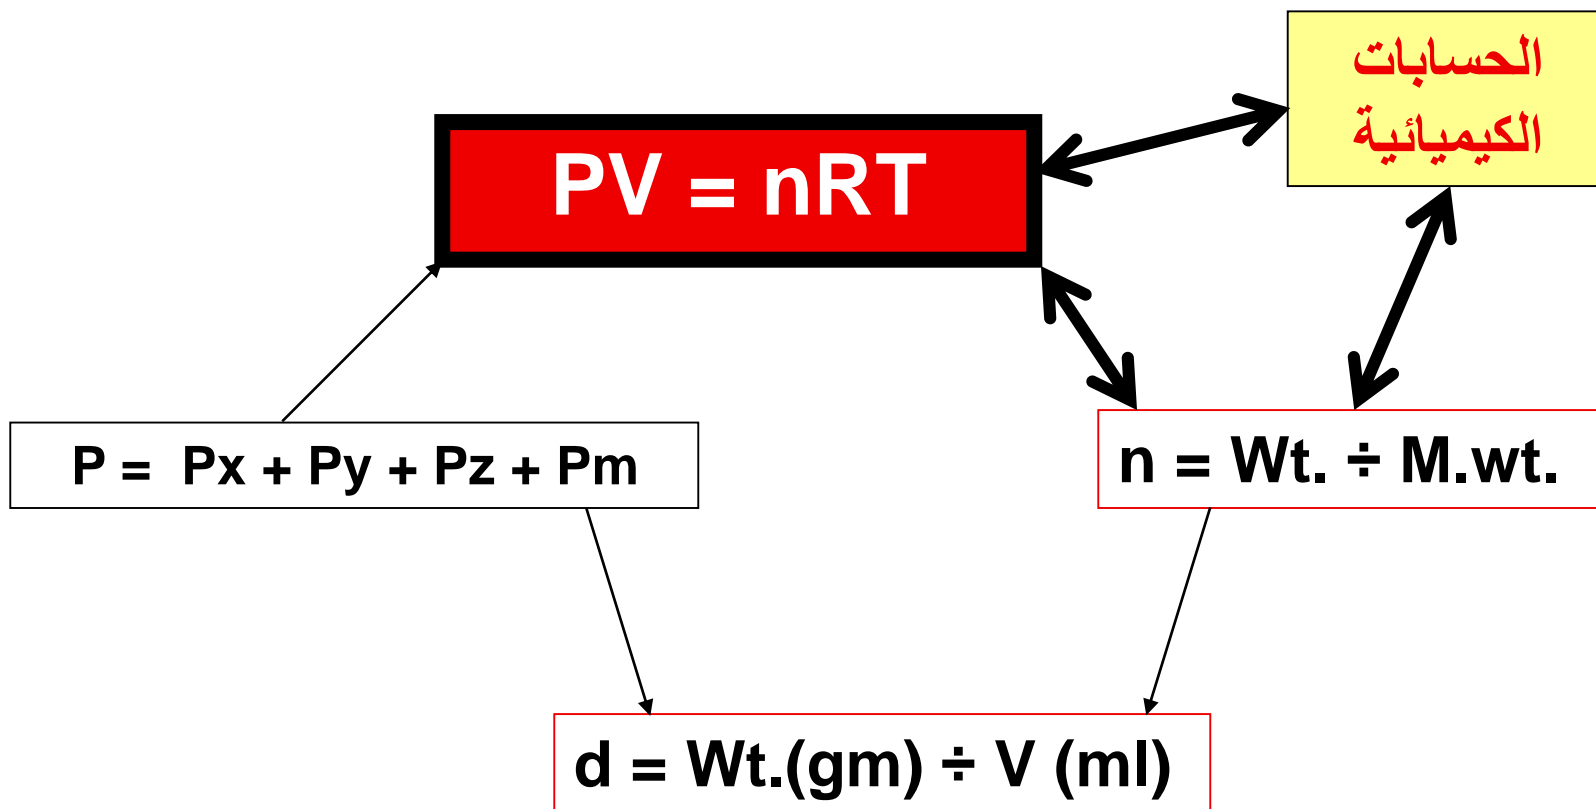 الحسابات
الكيميائية
PV = nRT
P = Px + Py + Pz + Pm
n = Wt. ÷ M.wt.
d = Wt.(gm) ÷ V (ml)